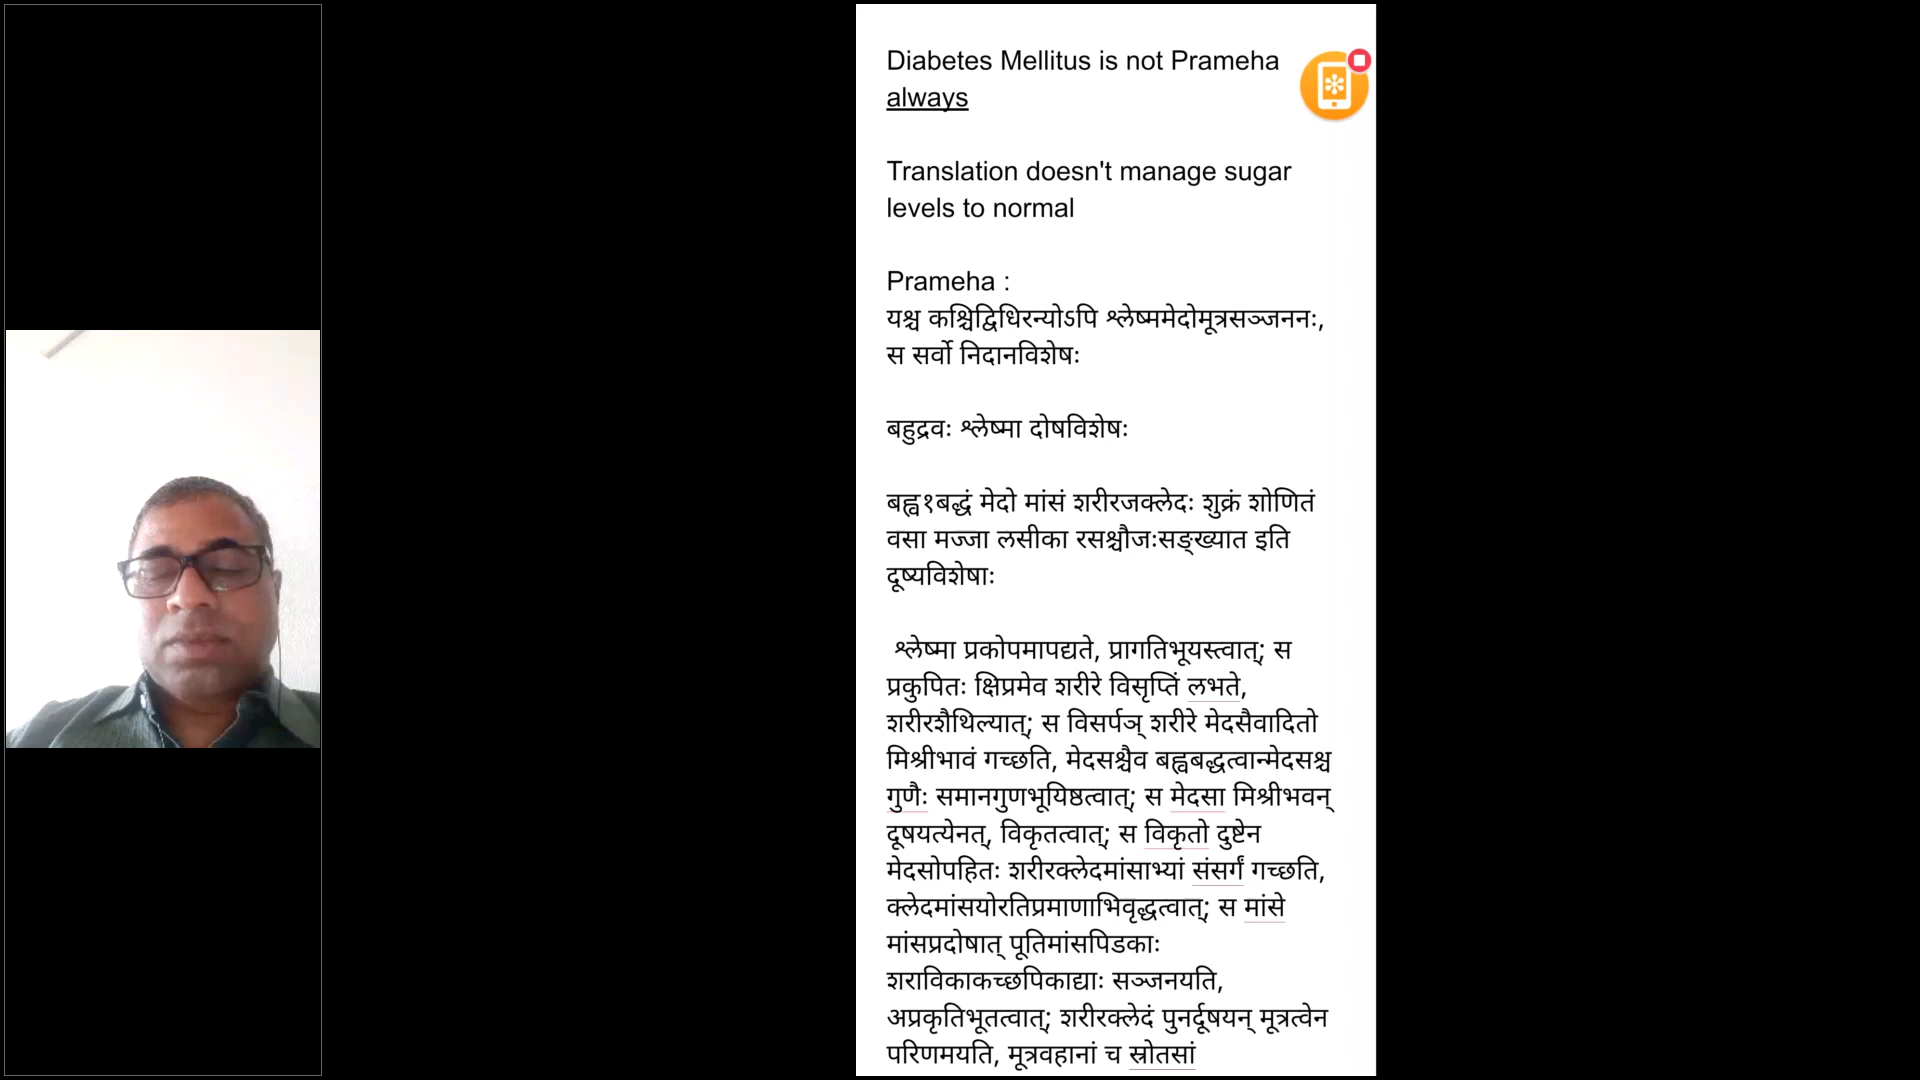 Diabetes Mellitus is not Prameha
always
Translation doesn't manage sugar
levels to normal
Prameha :
यश्च कश्चिद्विधिरन्योऽपि श्लेष्ममेदोमूत्रसञ्जननः,
स सर्वो निदानविशेषः
बहुद्रवः श्लेष्मा दोषविशेषः
बह्व१बद्धं मेदो मांसं शरीरजक्लेदः शुक्रं शोणितं
वसा मज्जा लसीका रसश्चौजःसङ्ख्यात इति
दूष्यविशेषाः
श्लेष्मा प्रकोपमापद्यते, प्रागतिभूयस्त्वात्; स
प्रकुपितः क्षिप्रमेव शरीरे विसृप्तिं लभते,
शरीरशैथिल्यात्; स विसर्पञ् शरीरे मेदसैवादितो
मिश्रीभावं गच्छति, मेदसश्चैव बह्वबद्धत्वान्मेदसश्च
गुणैः समानगुणभूयिष्ठत्वात्; स मेदसा मिश्रीभवन्
दूषयत्येनत्, विकृतत्वात्; स विकृतो दुष्टेन
मेदसोपहितः शरीरक्लेदमांसाभ्यां संसर्गं गच्छति,
क्लेदमांसयोरतिप्रमाणाभिवृद्धत्वात्; स मांसे
मांसप्रदोषात् पूतिमांसपिडकाः
शराविकाकच्छपिकाद्याः सञ्जनयति,
अप्रकृतिभूतत्वात्; शरीरक्लेदं पुनर्दूषयन् मूत्रत्वेन
परिणमयति, मूत्रवहानां च स्रोतसां